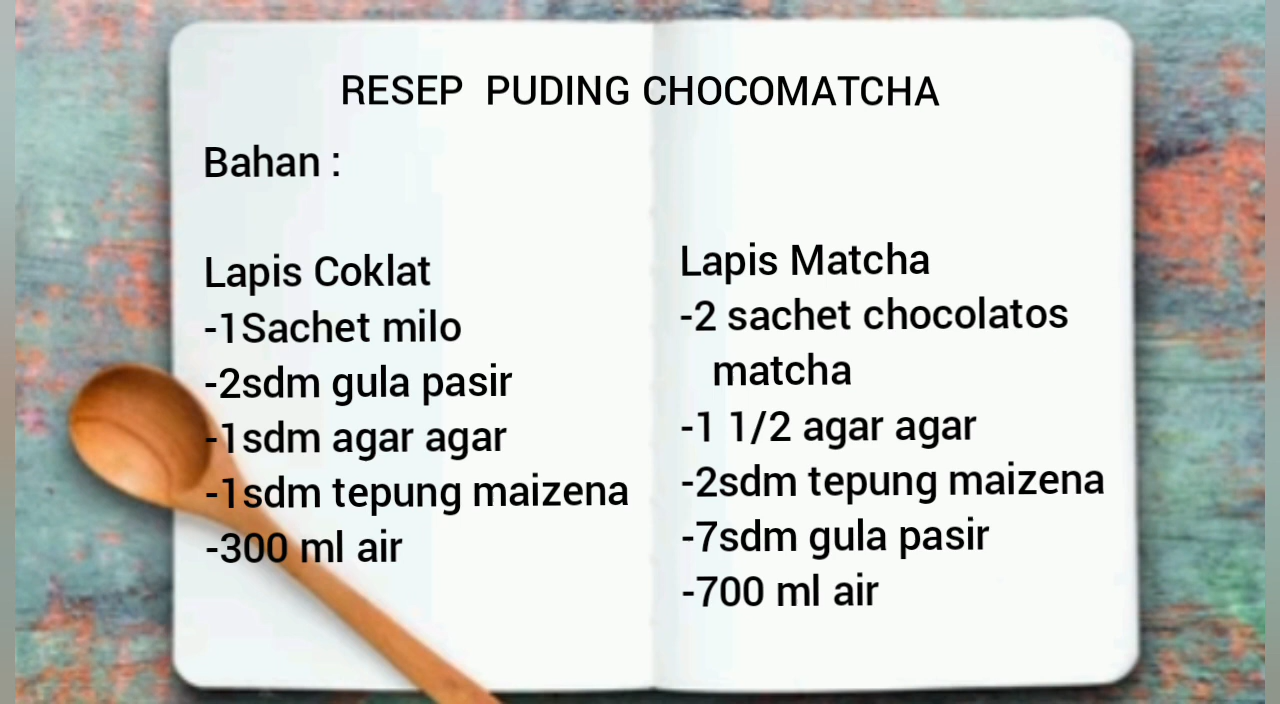 RESEP PUDING CHOCOMATCHA
Bahan :
Lapis Coklat
-1Sachet milo
-2sdm gula pasir
-1sdm agar agar
-1sdm tepung maizena
-300 ml air
Lapis Matcha
-2 sachet chocolatos
matcha
-1 1/2 agar agar
-2sdm tepung maizena
-7sdm gula pasir
-700 ml air